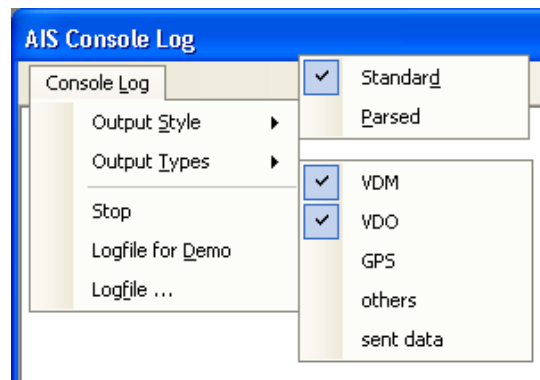 AIS Console Log
Console Log
Output Style
Output Types
Stop
Logfile for Demo
Logfile ...
Standard
Parsed
VDM
VDO
GPS
others
sent data